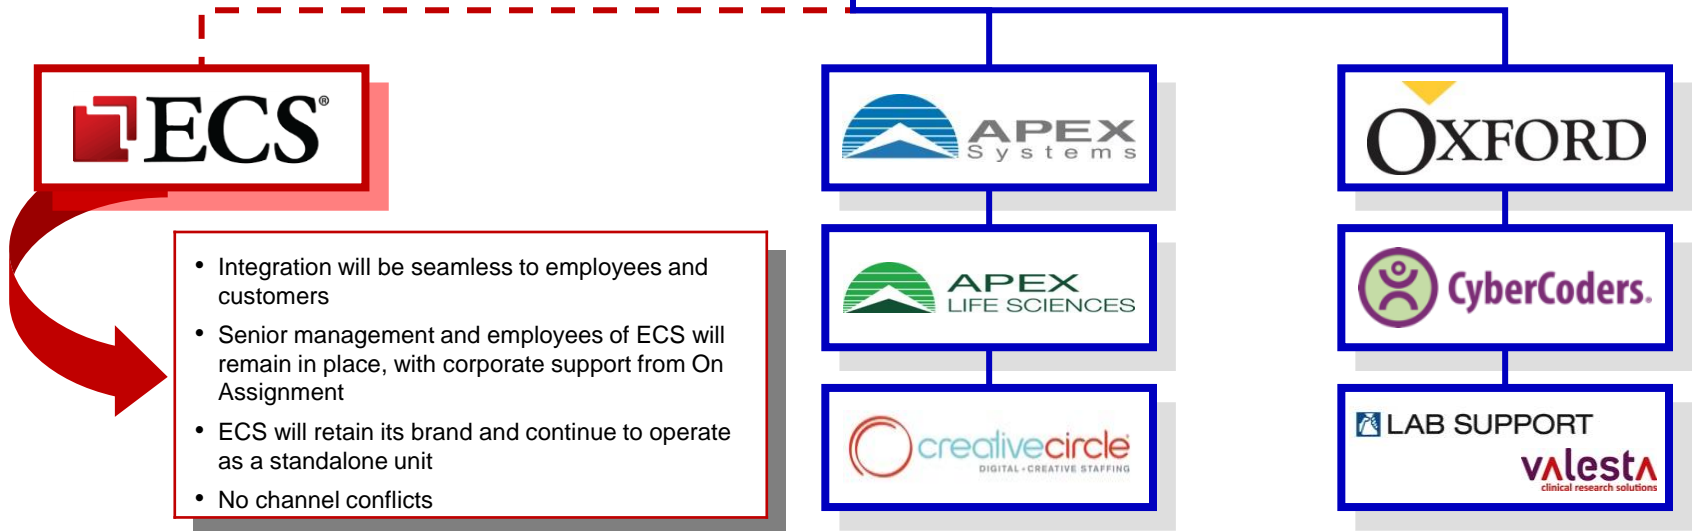 ECS®
• Integration will be seamless to employees and
customers
• Senior management and employees of ECS will
remain in place, with corporate support from On
Assignment
• ECS will retain its brand and continue to operate
as a standalone unit
• No channel conflicts
APEX
Systems
APEX
LIFE SCIENCES
creativecircle
DIGITAL + CREATIVE STAFFING
OXFORD
CyberCoders.
LAB SUPPORT
valesta
clinical research solutions